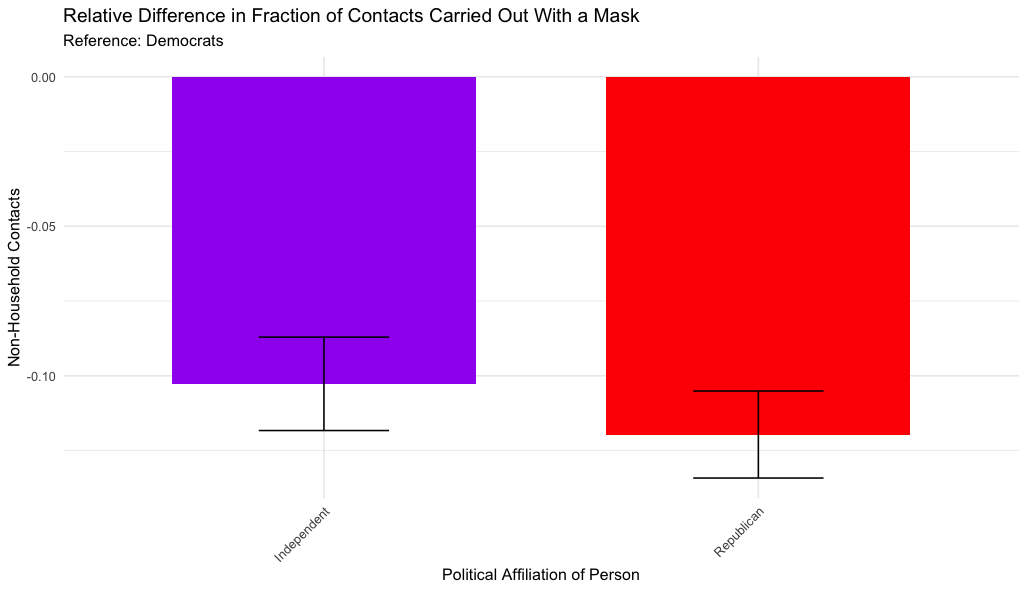 Relative Difference in Fraction of Contacts Carried Out With a Mask
Reference: Democrats
Non-Household Contacts
0.00
-0.05
-0.10
Independent
Republican
Political Affiliation of Person